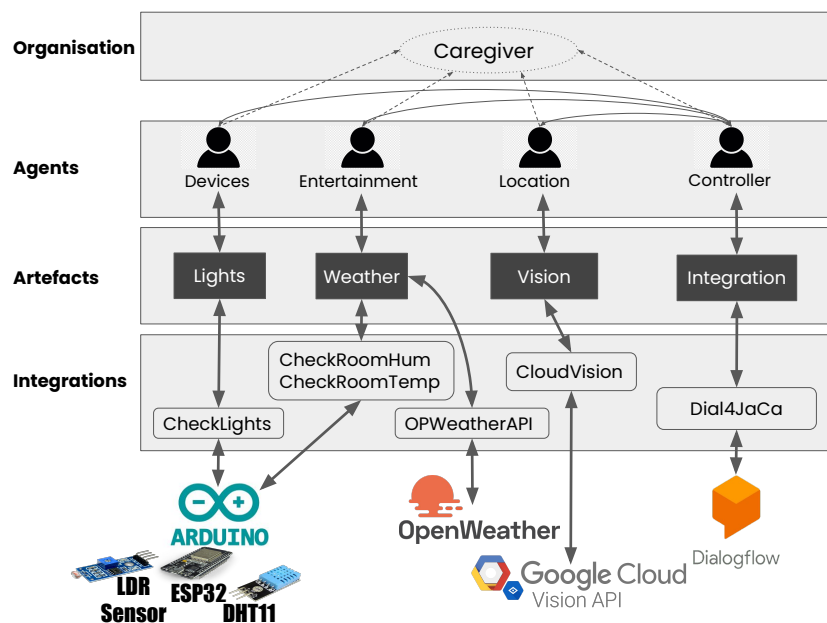 Organisation
Caregiver
Agents
Devices
Entertainment
Location
Controller
Artefacts
Lights
Weather
Vision
Integration
Integrations
CheckRoomHum
CheckRoomTemp
CloudVision
CheckLights
OPWeatherAPI
Dial4JaCa
ARDUINO
OpenWeather
Dialogflow
LDR
Sensor
ESP32
DHT11
Google Cloud
Vision API